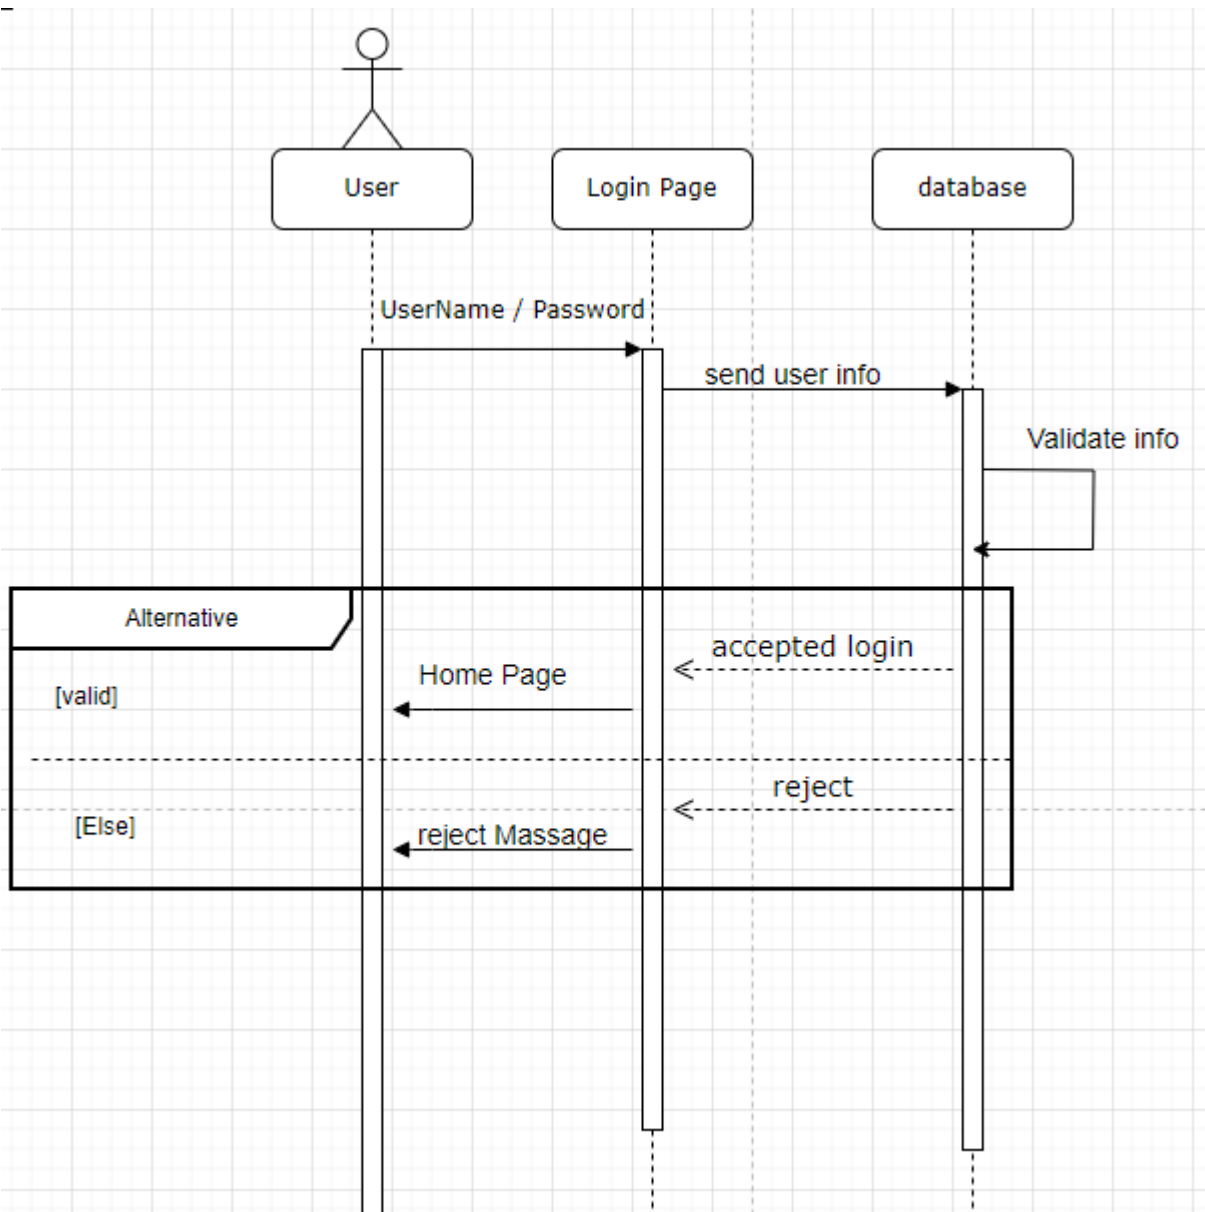 User
Login Page
database
UserName / Password
send user info
Validate info
Alternative
accepted login
Home Page
[valid]
reject
[Else]
reject Massage